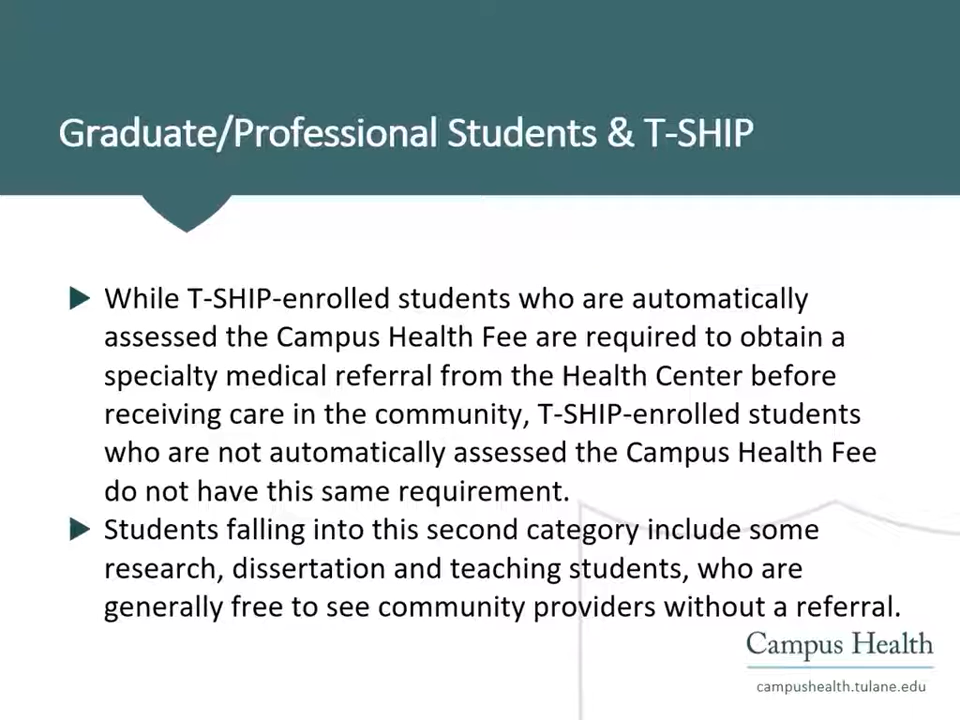 Graduate/Professional Students & T-SHIP
While T-SHIP-enrolled students who are automatically
assessed the Campus Health Fee are required to obtain a
specialty medical referral from the Health Center before
receiving care in the community, T-SHIP-enrolled students
who are not automatically assessed the Campus Health Fee
do not have this same requirement.
Students falling into this second category include some
research, dissertation and teaching students, who are
generally free to see community providers without a referral.
Campus Health
campushealth.tulane.edu